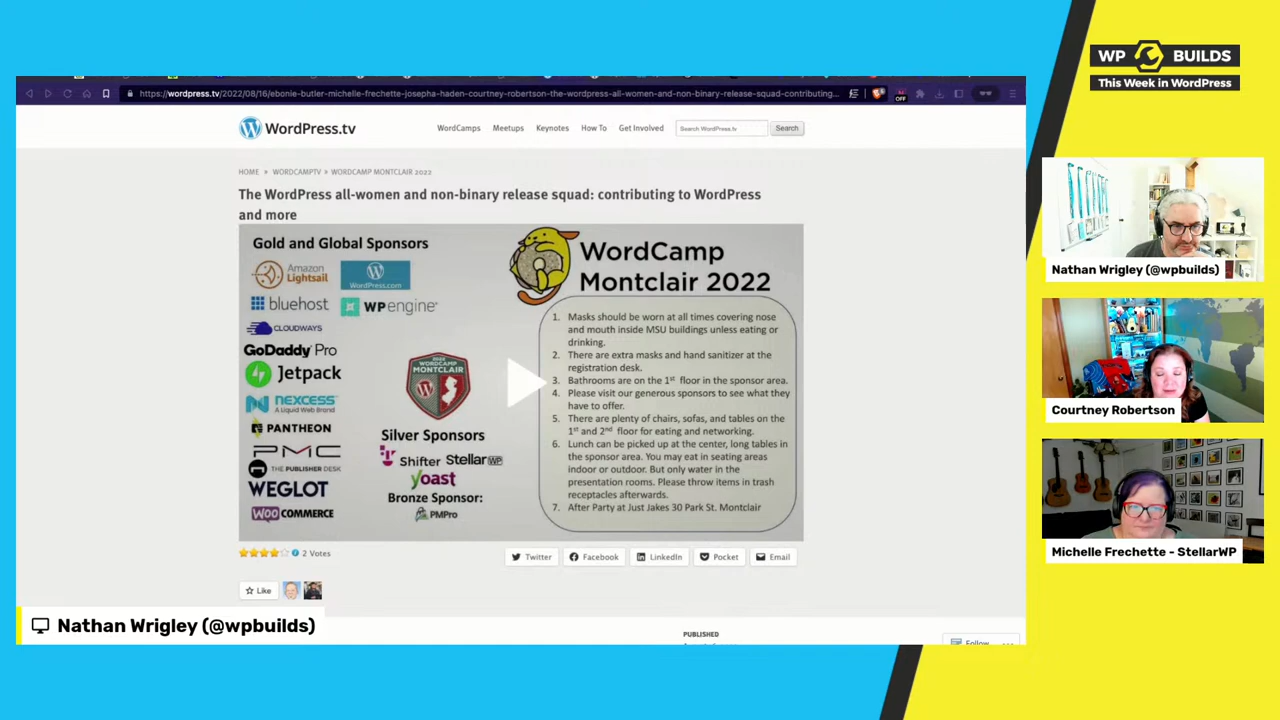 WP BUILDS
This Week in WordPress
https://wordpress.tv/2022/08/16/ebonie-butler-michelle-frechette-josepha-haden-courtney-robertson-the-wordpress-all-women-and-non-binary-release-squad-contributing...
OFF
WordPress.tv
WordCamps Meetups Keynotes How To Get Involved
Search WordPress.tv
Search
HOME > WORDCAMPTV > WORDCAMP MONTCLAIR 2022
The WordPress all-women and non-binary release squad: contributing to WordPress
and more
Gold and Global Sponsors
Amazon
Lightsail
WordPress.com
bluehost
WP engine
CLOUDWAYS
GoDaddy Pro
Jetpack
NEXCESS
A Liquid Web Brand
PANTHEON
PMC
THE PUBLISHER DESK
WEGLOT
WOO COMMERCE
2022
WORDCAMP
MONTCLAIR
Silver Sponsors
Shifter StellarWP
yoast
Bronze Sponsor:
PMPro
WordCamp
Montclair 2022
1. Masks should be worn at all times covering nose
and mouth inside MSU buildings unless eating or
drinking.
2. There are extra masks and hand sanitizer at the
registration desk.
3. Bathrooms are on the 1st floor in the sponsor area.
4. Please visit our generous sponsors to see what they
have to offer.
5. There are plenty of chairs, sofas, and tables on the
1st and 2nd floor for eating and networking.
6. Lunch can be picked up at the center, long tables in
the sponsor area. You may eat in seating areas
indoor or outdoor. But only water in the
presentation rooms. Please throw items in trash
receptacles afterwards.
7. After Party at Just Jakes 30 Park St. Montclair
2 Votes
Twitter Facebook LinkedIn Pocket Email
Like
PUBLISHED
Follow
Nathan Wrigley (@wpbuilds)
Nathan Wrigley (@wpbuilds)
Courtney Robertson
Michelle Frechette - StellarWP